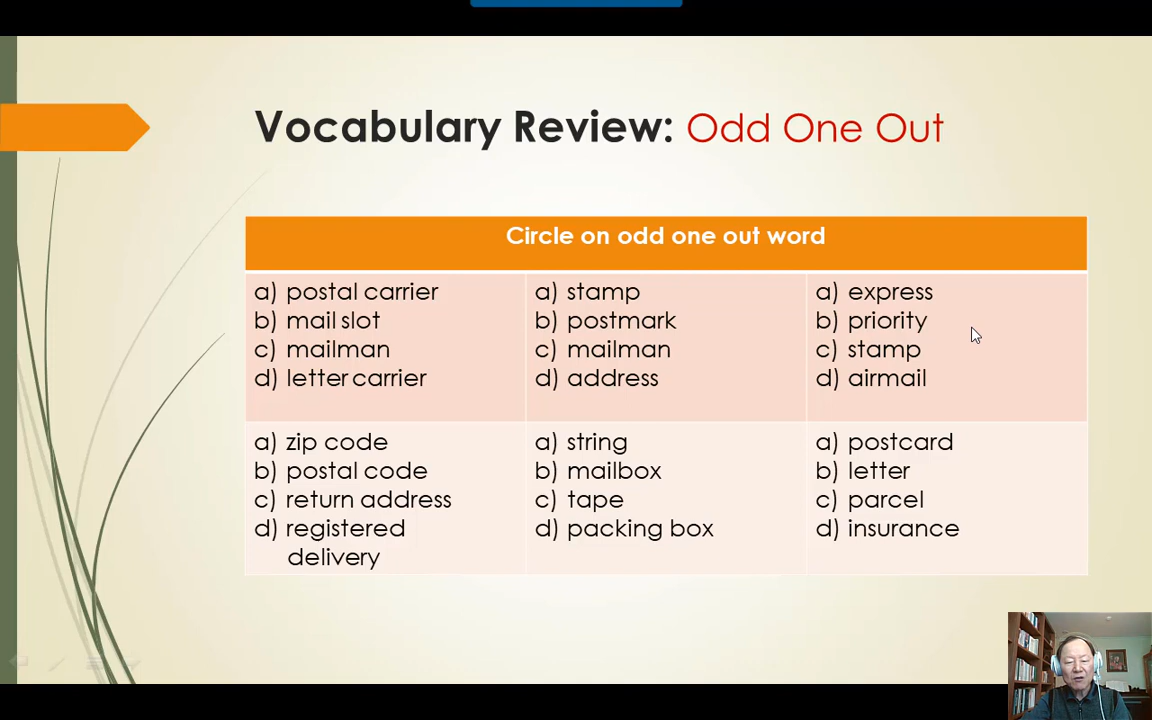 Vocabulary Review: Odd One Out
Circle on odd one out word
a) postal carrier
b) mail slot
c) mailman
d) letter carrier
a) stamp
b) postmark
c) mailman
d) address
a) express
b) priority
c) stamp
d) airmail
a) zip code
b) postal code
c) return address
d) registered
delivery
a) string
b) mailbox
c) tape
d) packing box
a) postcard
b) letter
c) parcel
d) insurance